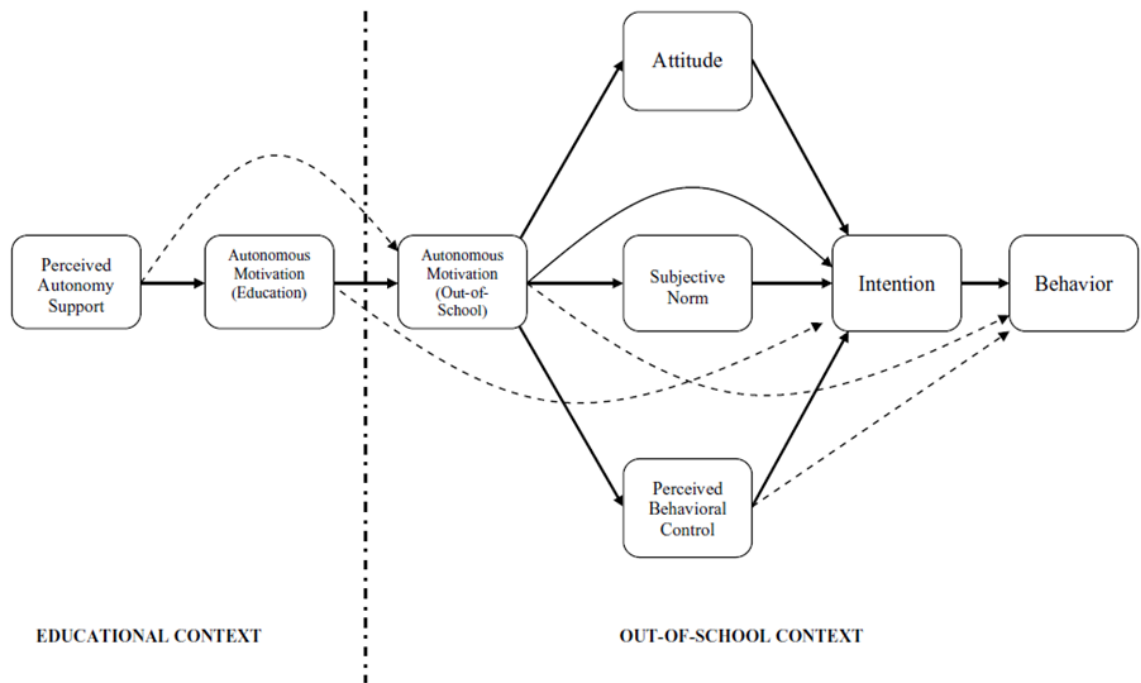 Attitude
Perceived
Autonomy
Support
Autonomous
Motivation
(Education)
Autonomous
Motivation
(Out-of-
School)
Subjective
Norm
Intention
Behavior
Perceived
Behavioral
Control
EDUCATIONAL CONTEXT
OUT-OF-SCHOOL CONTEXT